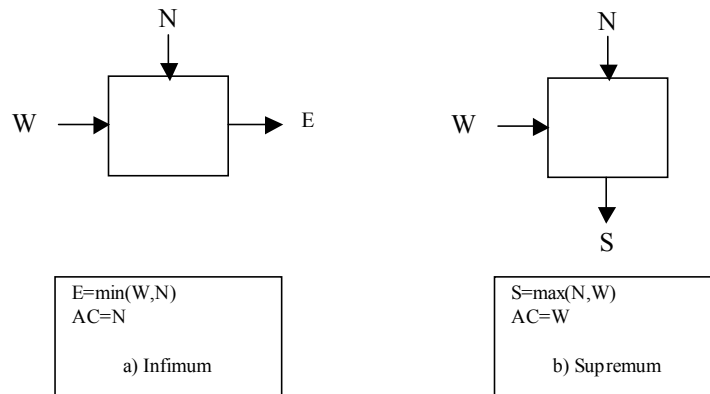 N
W
E
N
W
S
E=min(W,N)
AC=N
a) Infimum
S=max(N,W)
AC=W
b) Supremum